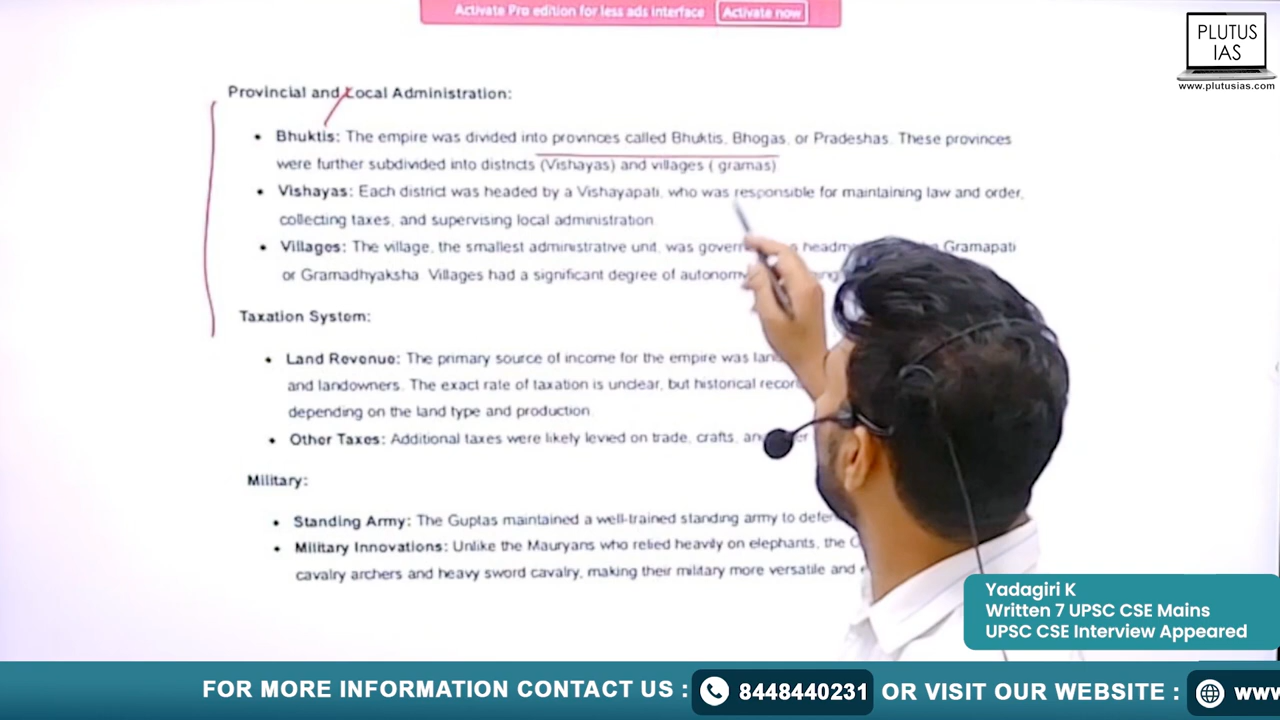 Activate Pro edition for less ads interface Activate now
PLUTUS
IAS
www.plutusias.com
Provincial and Local Administration:
• Bhuktis: The empire was divided into provinces called Bhuktis, Bhogas, or Pradeshas. These provinces
were further subdivided into districts (Vishayas) and villages ( gramas)
• Vishayas: Each district was headed by a Vishayapati, who was responsible for maintaining law and order,
collecting taxes, and supervising local administration
• Villages: The village, the smallest administrative unit, was Gramapati
or Gramadhyaksha. Villages had a significant degree of
Taxation System:
• Land Revenue: The primary source of income for the empire was
and landowners. The exact rate of taxation is unclear, but historical
depending on the land type and production
• Other Taxes: Additional taxes were likely levied on trade, crafts,
Military:
• Standing Army: The Guptas maintained a well-trained standing army to
• Military Innovations: Unlike the Mauryans who relied heavily on elephants, the
cavalry archers and heavy sword cavalry, making their military more versatile and
Yadagiri K
Written 7 UPSC CSE Mains
UPSC CSE Interview Appeared
FOR MORE INFORMATION CONTACT US : 8448440231 OR VISIT OUR WEBSITE :